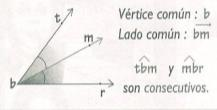 t
m
b
r
Vértice común : b
Lado común : bm
tbm y mbr
son consecutivos.